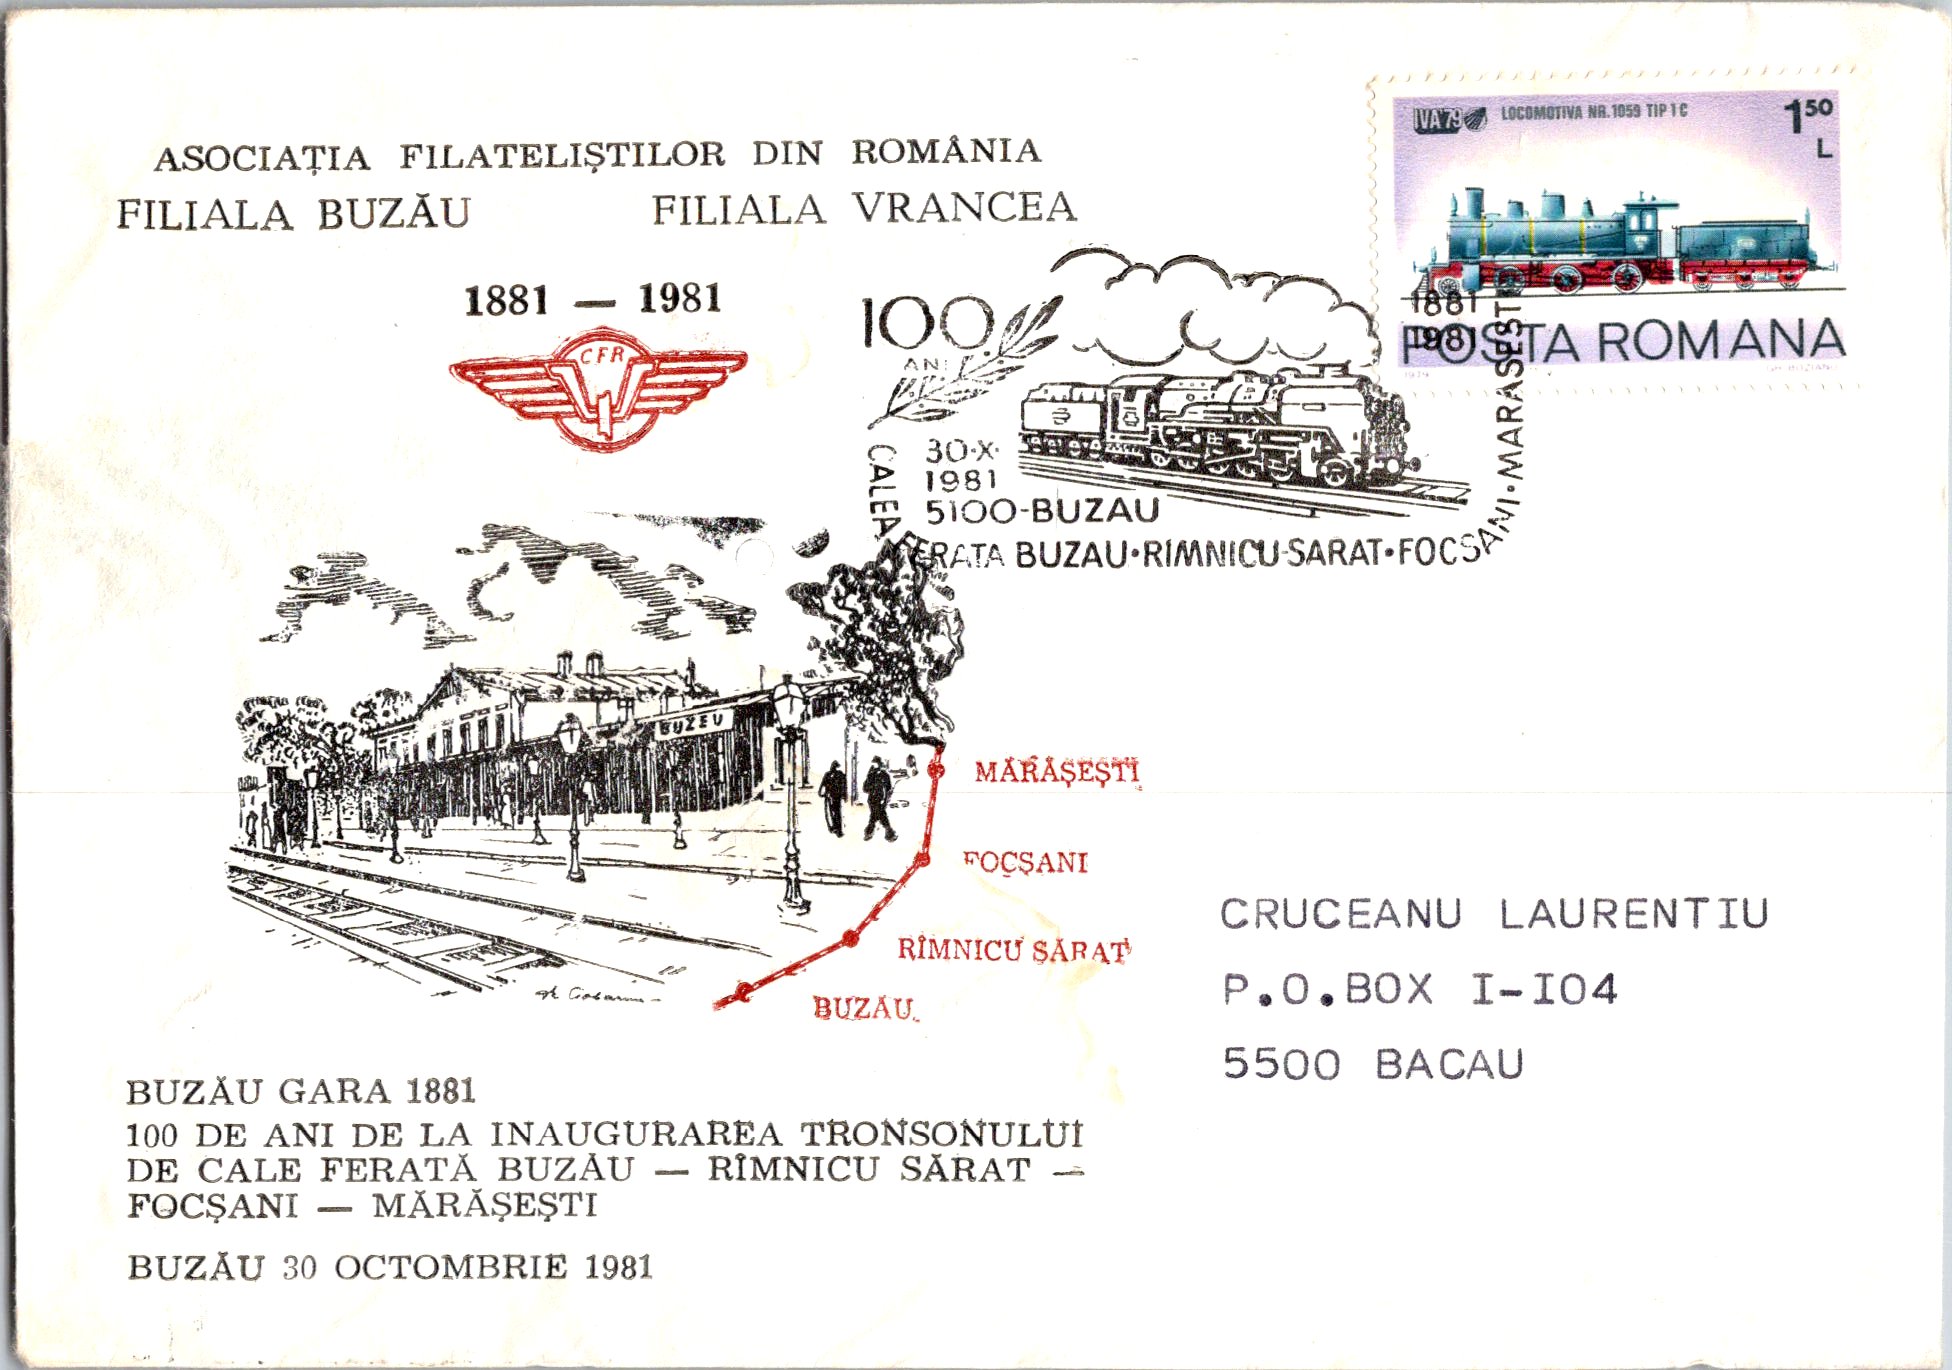 ASOCIAȚIA FILATELIȘTILOR DIN ROMÂNIA
FILIALA BUZĂU FILIALA VRANCEA
1881 — 1981
CFR
IVA'79 LOCOMOTIVA NR. 1059 TIP 1 C 150
L
POSTA ROMANA
1979
100
ANI
1881
1981
30·X·
1981
5100-BUZAU
CALEA FERATA BUZAU·RIMNICU-SARAT·FOCSANI·MARASESTI
BUZEU
MĂRĂȘEȘTI
FOCȘANI
RÎMNICU SĂRAT
BUZĂU
CRUCEANU LAURENTIU
P.O.BOX I-I04
5500 BACAU
BUZĂU GARA 1881
100 DE ANI DE LA INAUGURAREA TRONSONULUI
DE CALE FERATĂ BUZĂU — RÎMNICU SĂRAT —
FOCȘANI — MĂRĂȘEȘTI
BUZĂU 30 OCTOMBRIE 1981